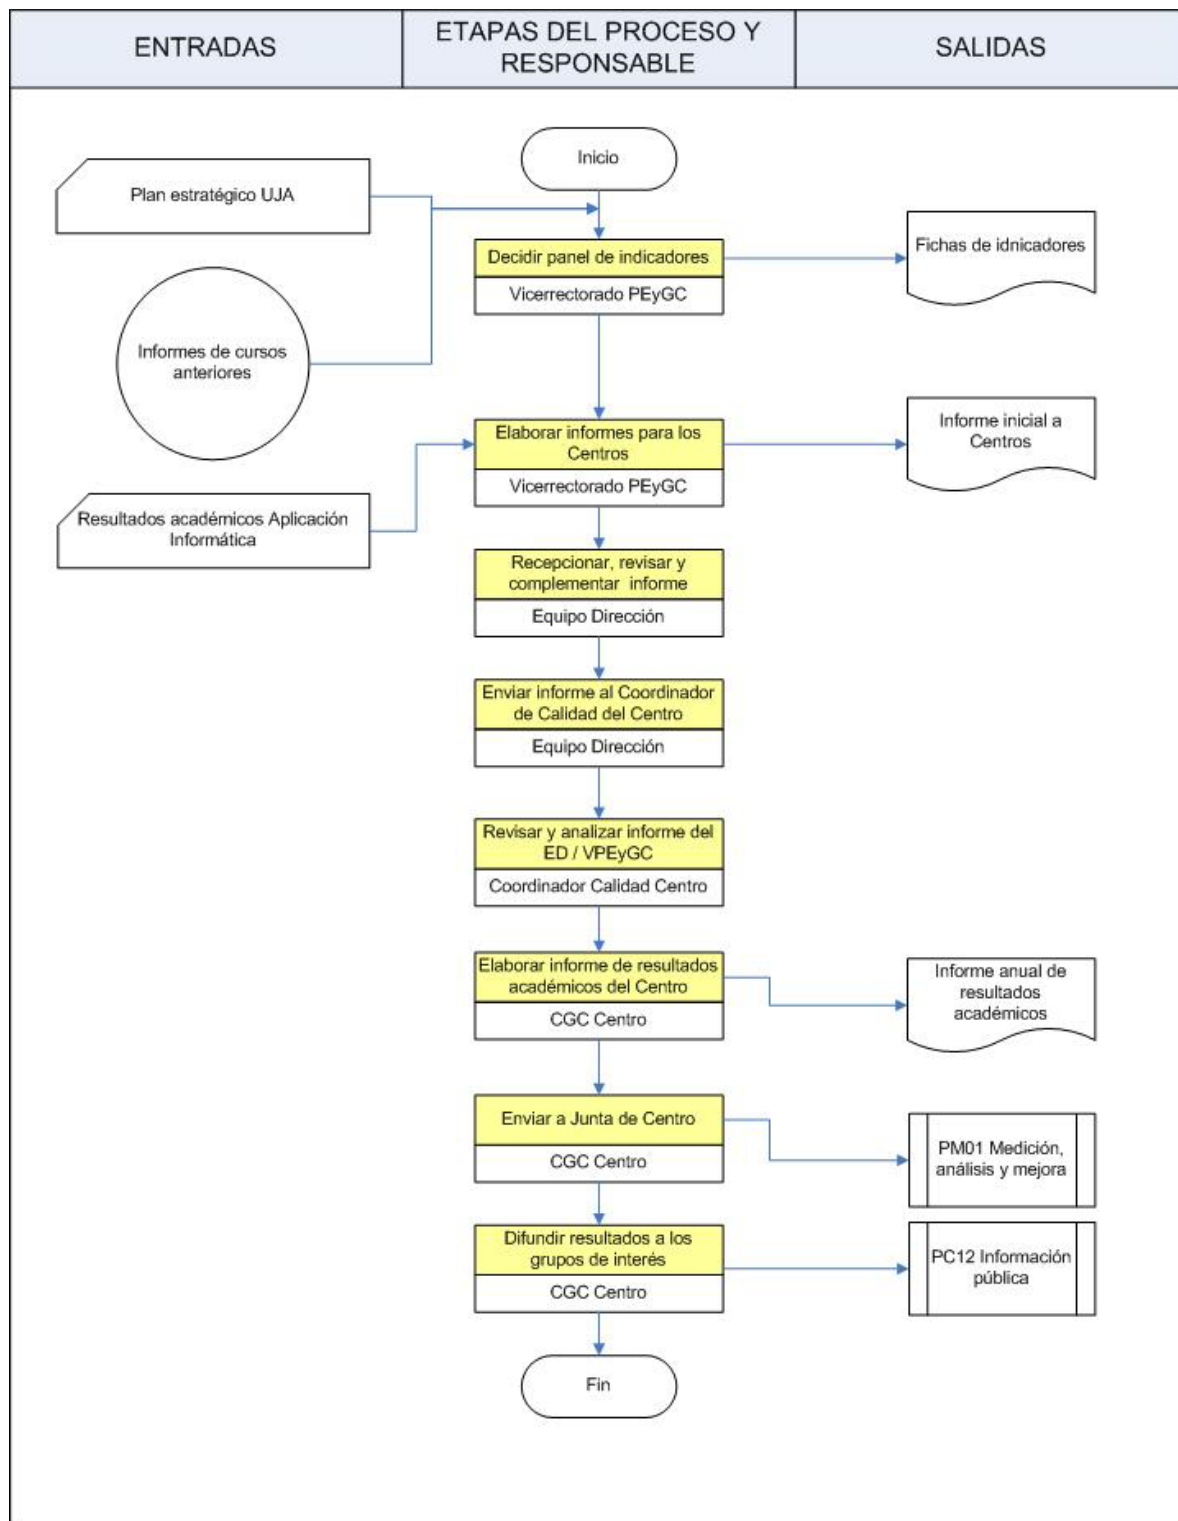 ENTRADAS
ETAPAS DEL PROCESO Y
RESPONSABLE
SALIDAS
Inicio
Plan estratégico UJA
Decidir panel de indicadores
Vicerrectorado PEyGC
Fichas de idnicadores
Informes de cursos
anteriores
Elaborar informes para los
Centros
Vicerrectorado PEyGC
Informe inicial a
Centros
Resultados académicos Aplicación
Informática
Recepcionar, revisar y
complementar informe
Equipo Dirección
Enviar informe al Coordinador
de Calidad del Centro
Equipo Dirección
Revisar y analizar informe del
ED / VPEyGC
Coordinador Calidad Centro
Elaborar informe de resultados
académicos del Centro
CGC Centro
Informe anual de
resultados
académicos
Enviar a Junta de Centro
CGC Centro
PM01 Medición,
análisis y mejora
Difundir resultados a los
grupos de interés
CGC Centro
PC12 Información
pública
Fin